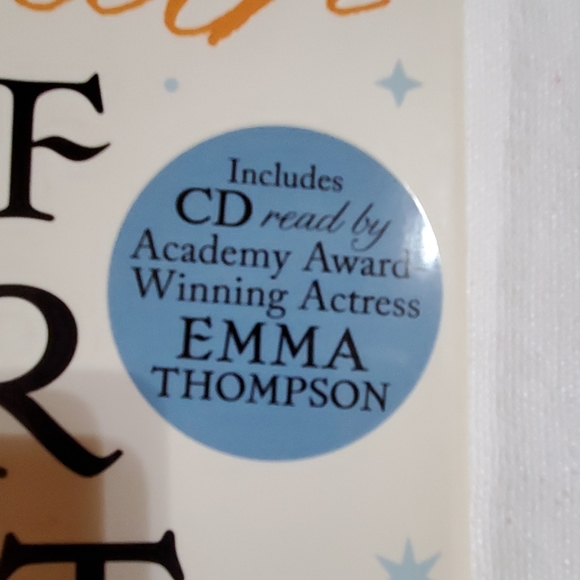 F
Includes
CD read by
Academy Award-
Winning Actress
EMMA
THOMPSON
R
T